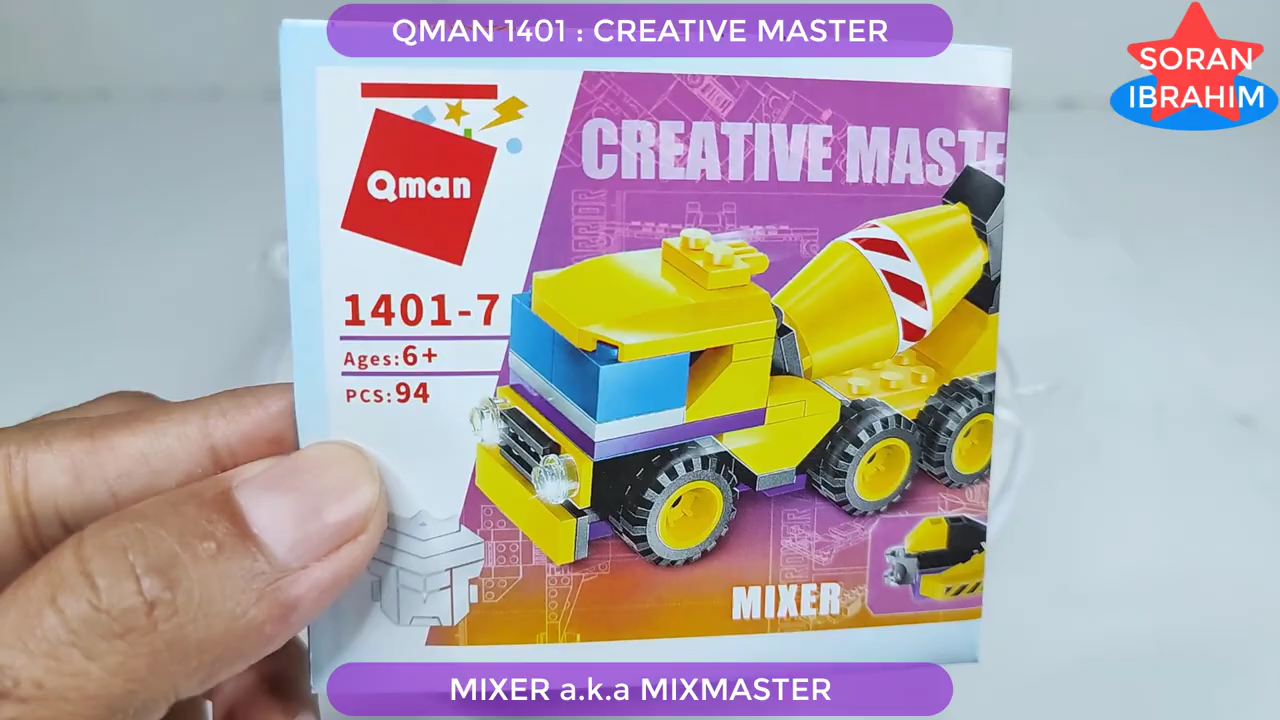 QMAN 1401 : CREATIVE MASTER
SORAN
IBRAHIM
Qman
CREATIVE MASTE
1401-7
Ages:6+
PCS:94
MIXER
MIXER a.k.a MIXMASTER